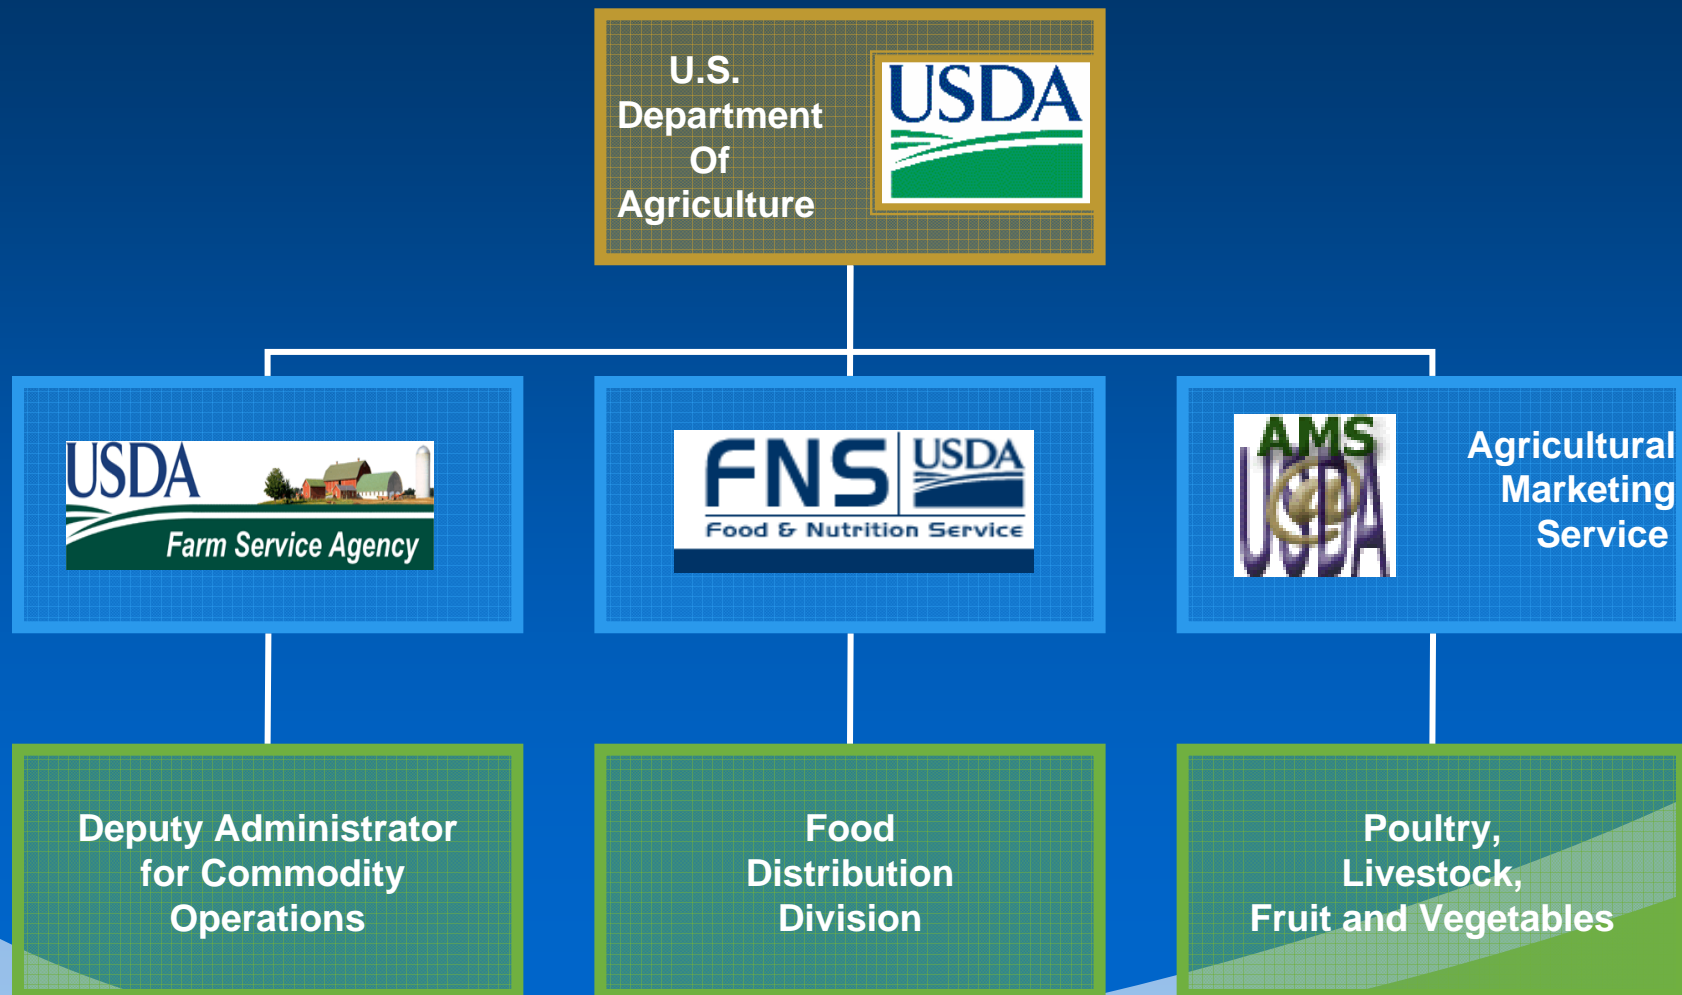 U.S.
Department
Of
Agriculture
USDA
USDA
Farm Service Agency
FNS
USDA
Food & Nutrition Service
AMS
@
USDA
Agricultural
Marketing
Service
Deputy Administrator
for Commodity
Operations
Food
Distribution
Division
Poultry,
Livestock,
Fruit and Vegetables